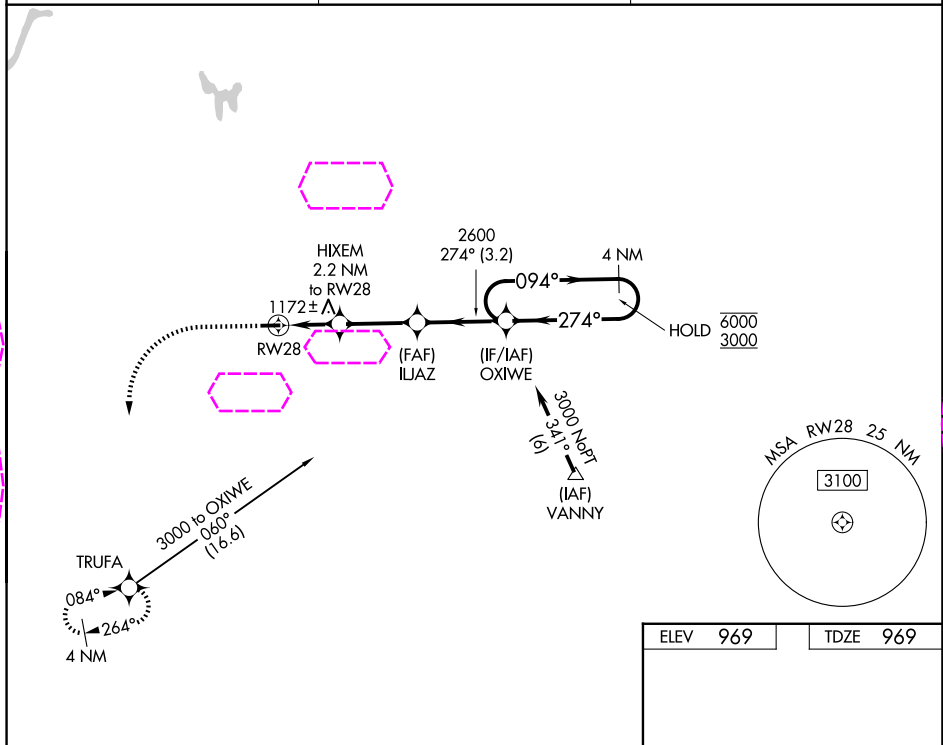 2600
274° (3.2)
4 NM
HIXEM
2.2 NM
to RW28
1172±
094°
274°
HOLD
6000
3000
RW28
(FAF)
ILJAZ
(IF/IAF)
OXIWE
3000 NoPT
341°
(6)
(IAF)
VANNY
MSA RW28 25 NM
3100
3000 to OXIWE
060°
(16.6)
TRUFA
084°
264°
4 NM
ELEV 969
TDZE 969